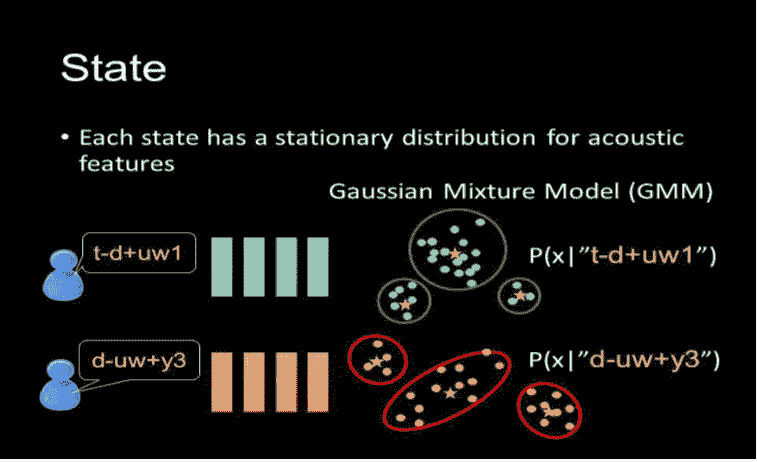 State
• Each state has a stationary distribution for acoustic
features
Gaussian Mixture Model (GMM)
t-d+uw1
P(x|”t-d+uw1”)
d-uw+y3
P(x|”d-uw+y3”)